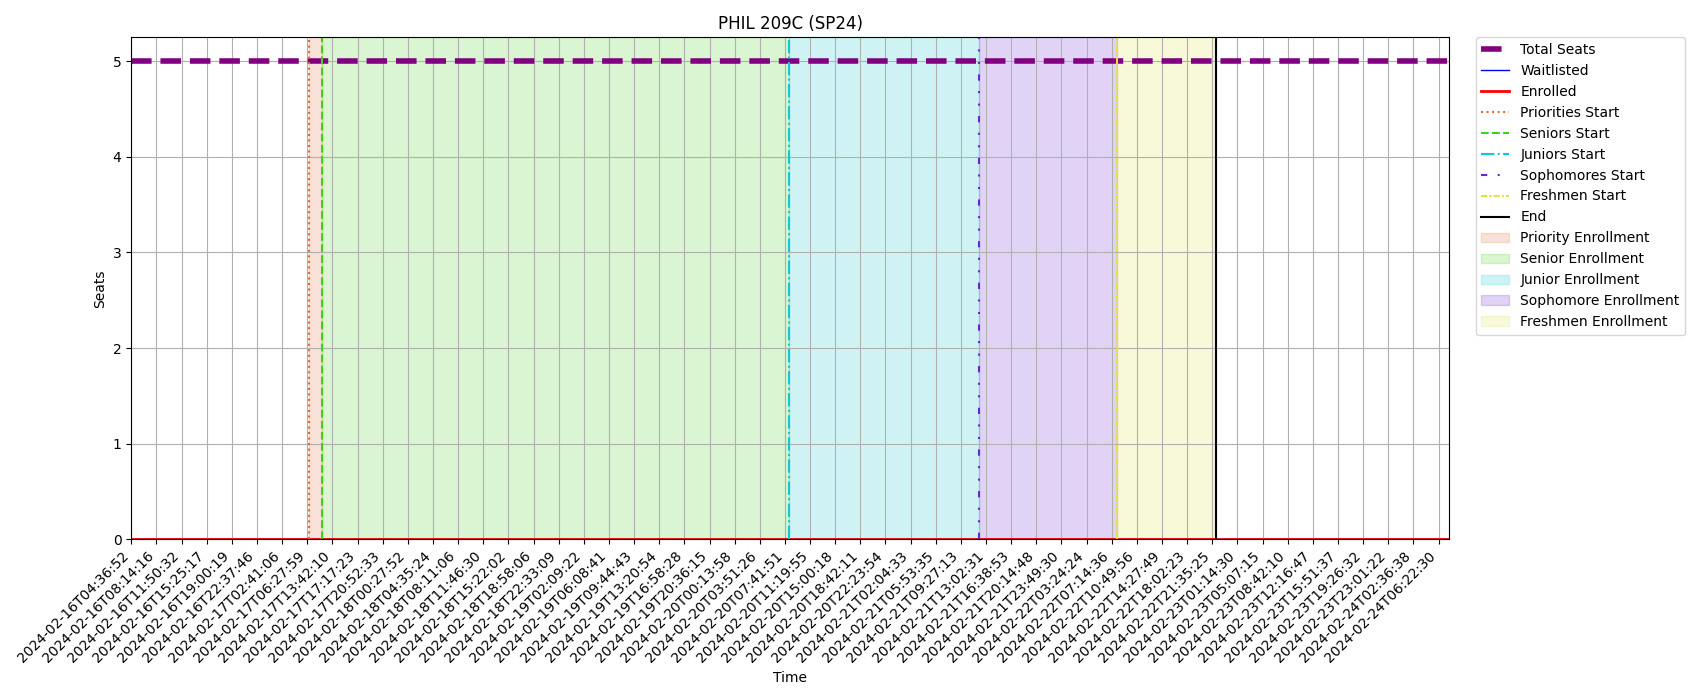 PHIL 209C (SP24)
Seats
5
4
3
2
1
0
2024-02-16T04:36:52
2024-02-16T08:14:16
2024-02-16T11:50:32
2024-02-16T15:25:17
2024-02-16T19:00:19
2024-02-16T22:37:46
2024-02-17T02:41:06
2024-02-17T06:27:59
2024-02-17T13:42:10
2024-02-17T17:17:23
2024-02-17T20:52:33
2024-02-18T00:27:52
2024-02-18T04:35:24
2024-02-18T08:11:06
2024-02-18T11:46:30
2024-02-18T15:22:02
2024-02-18T18:58:06
2024-02-18T22:33:09
2024-02-19T02:09:22
2024-02-19T06:08:41
2024-02-19T09:44:43
2024-02-19T13:20:54
2024-02-19T16:58:28
2024-02-19T20:36:15
2024-02-20T00:13:58
2024-02-20T03:51:26
2024-02-20T07:41:51
2024-02-20T11:19:55
2024-02-20T15:00:18
2024-02-20T18:42:11
2024-02-20T22:23:54
2024-02-21T02:04:33
2024-02-21T05:53:35
2024-02-21T09:27:13
2024-02-21T13:02:31
2024-02-21T16:38:53
2024-02-21T20:14:48
2024-02-21T23:49:30
2024-02-22T03:24:24
2024-02-22T07:14:36
2024-02-22T10:49:56
2024-02-22T14:27:49
2024-02-22T18:02:23
2024-02-22T21:35:25
2024-02-23T01:14:30
2024-02-23T05:07:15
2024-02-23T08:42:10
2024-02-23T12:16:47
2024-02-23T15:51:37
2024-02-23T19:26:32
2024-02-23T23:01:22
2024-02-24T02:36:38
2024-02-24T06:22:30
Time
Total Seats
Waitlisted
Enrolled
Priorities Start
Seniors Start
Juniors Start
Sophomores Start
Freshmen Start
End
Priority Enrollment
Senior Enrollment
Junior Enrollment
Sophomore Enrollment
Freshmen Enrollment